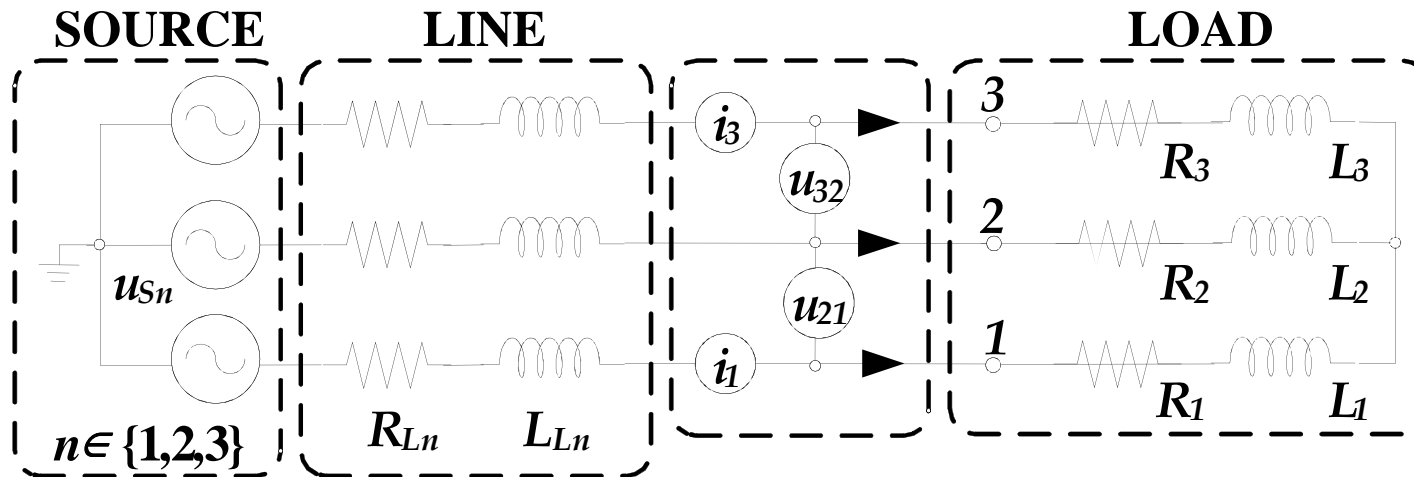 SOURCE
LINE
LOAD
i3
u32
3
R3
L3
uSn
2
R2
L2
u21
i1
1
R1
L1
n∈ {1,2,3}
RLn
LLn